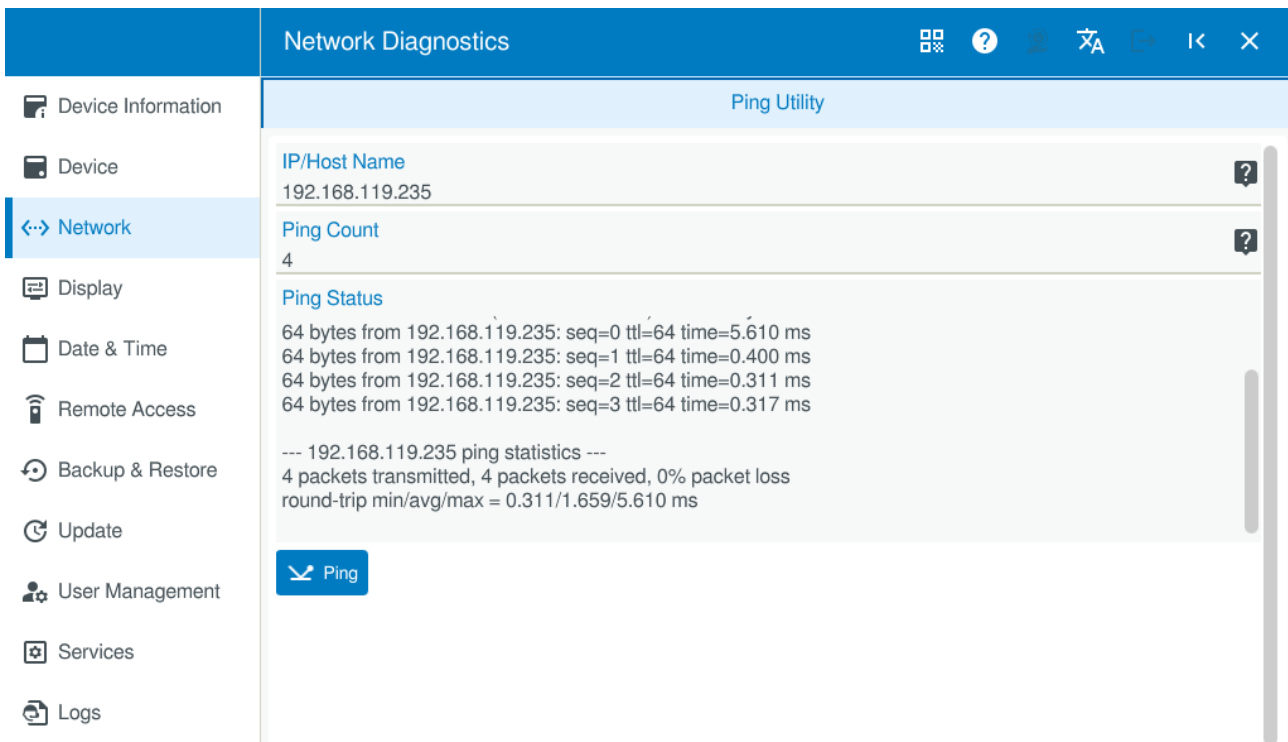 Network Diagnostics
Device Information
Device
Network
Display
Date & Time
Remote Access
Backup & Restore
Update
User Management
Services
Logs
Ping Utility
IP/Host Name
192.168.119.235
Ping Count
4
Ping Status
64 bytes from 192.168.119.235: seq=0 ttl=64 time=5.610 ms
64 bytes from 192.168.119.235: seq=1 ttl=64 time=0.400 ms
64 bytes from 192.168.119.235: seq=2 ttl=64 time=0.311 ms
64 bytes from 192.168.119.235: seq=3 ttl=64 time=0.317 ms
--- 192.168.119.235 ping statistics ---
4 packets transmitted, 4 packets received, 0% packet loss
round-trip min/avg/max = 0.311/1.659/5.610 ms
Ping